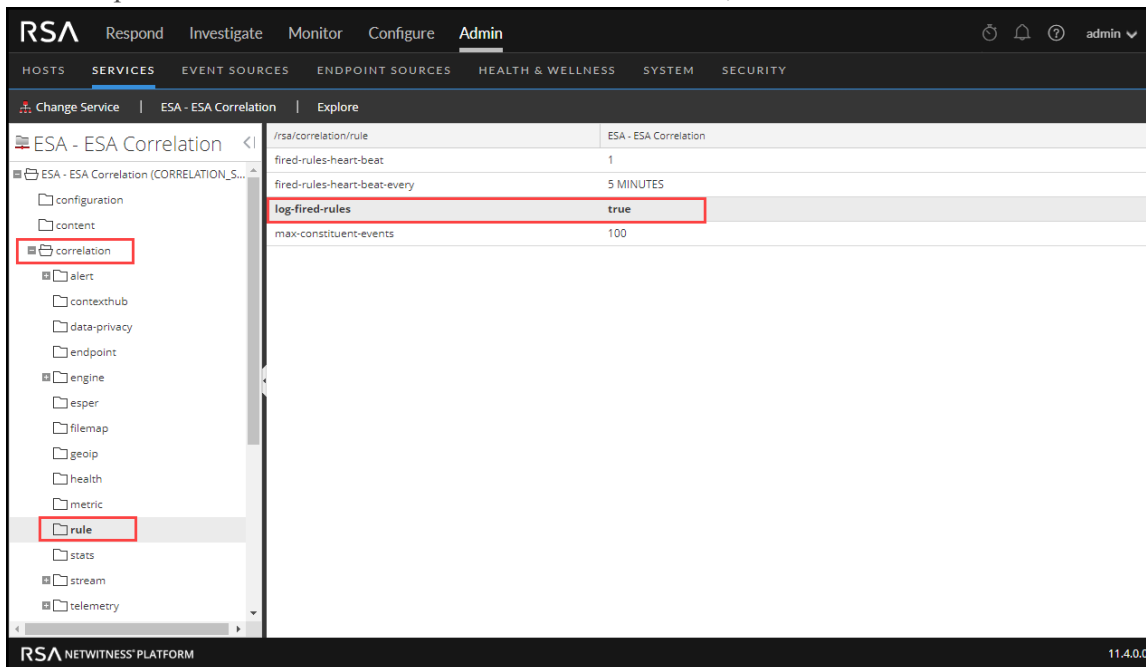 RSA Respond Investigate Monitor Configure Admin admin
HOSTS SERVICES EVENT SOURCES ENDPOINT SOURCES HEALTH & WELLNESS SYSTEM SECURITY
Change Service | ESA - ESA Correlation | Explore
ESA - ESA Correlation
ESA - ESA Correlation (CORRELATION_S...
configuration
content
correlation
alert
contexthub
data-privacy
endpoint
engine
esper
filemap
geoip
health
metric
rule
stats
stream
telemetry
/rsa/correlation/rule ESA - ESA Correlation
fired-rules-heart-beat 1
fired-rules-heart-beat-every 5 MINUTES
log-fired-rules true
max-constituent-events 100
RSA NETWITNESS® PLATFORM 11.4.0.0